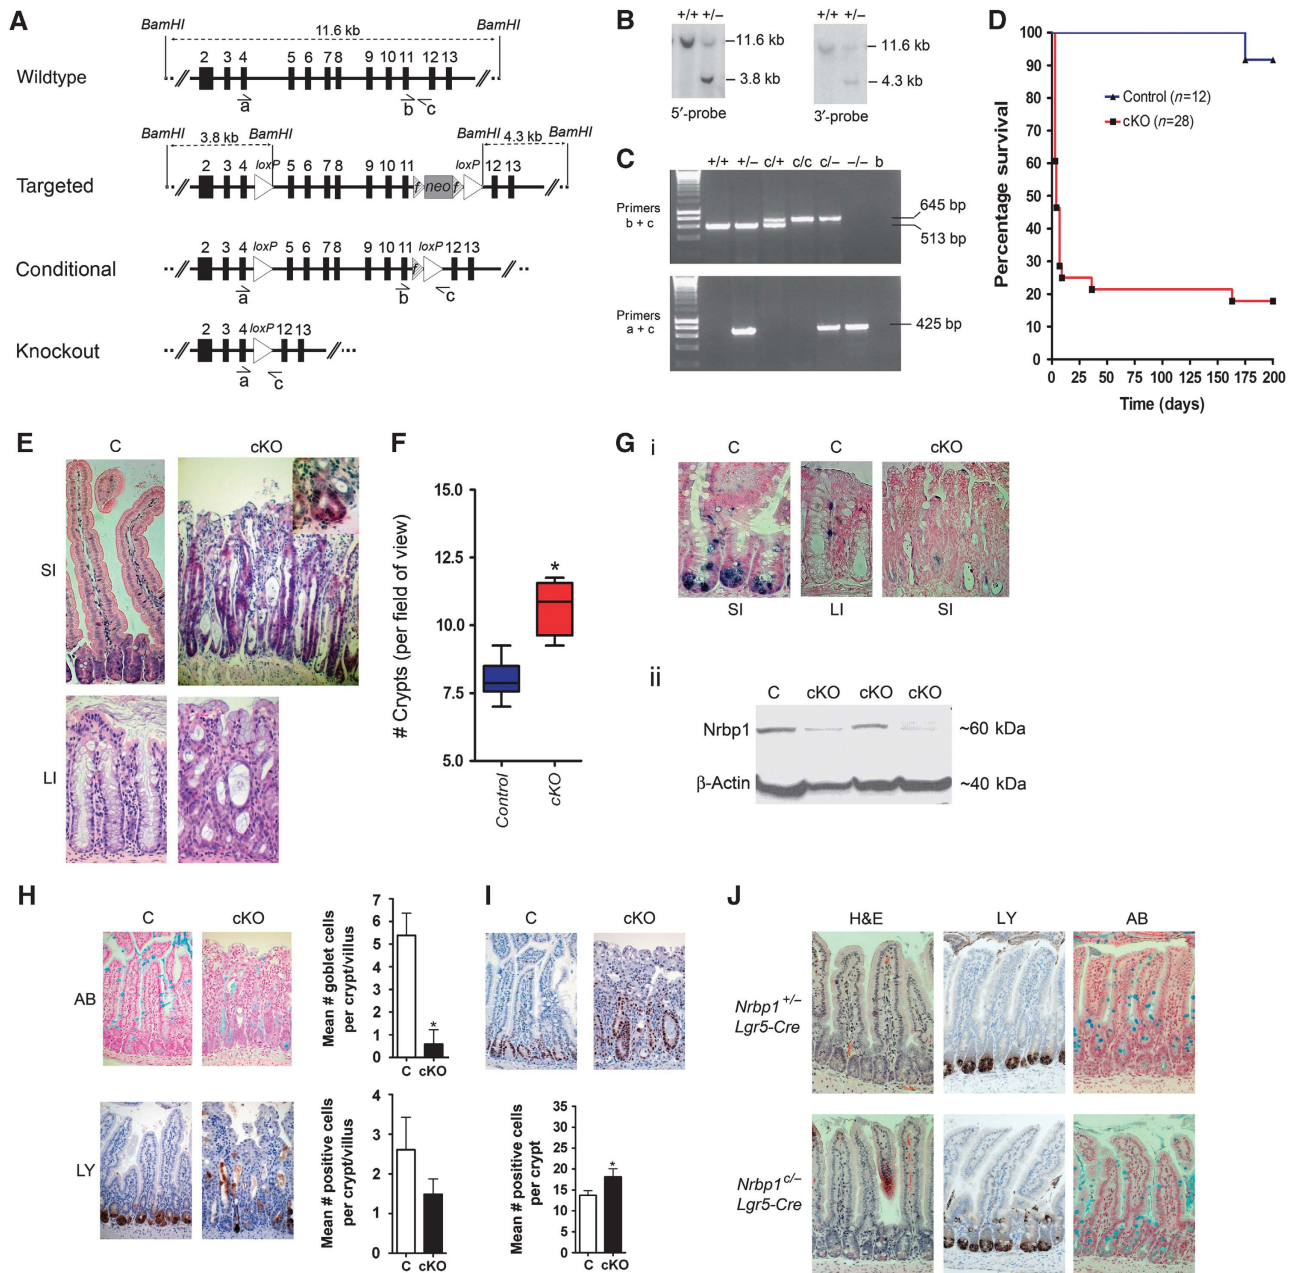 A
BamHI
BamHI
11.6 kb
2 3 4 5 6 7 8 9 10 11 12 13
Wildtype
a b c
BamHI BamHI BamHI BamHI
3.8 kb 4.3 kb
2 3 4 loxP 5 6 7 8 9 10 11 loxP 12 13
Targeted
f neo f
2 3 4 loxP 5 6 7 8 9 10 11 loxP 12 13
Conditional
f
a b c
2 3 4 loxP 12 13
Knockout
a c
B
+/+ +/− +/+ +/−
11.6 kb 11.6 kb
3.8 kb 4.3 kb
5′-probe 3′-probe
C
+/+ +/− c/+ c/c c/− −/− b
Primers
b + c
645 bp
513 bp
Primers
a + c
425 bp
D
Percentage survival
100
90
80
70
60
50
40
30
20
10
0
Control (n=12)
cKO (n=28)
0 25 50 75 100 125 150 175 200
Time (days)
E
C cKO
SI
LI
F
# Crypts (per field of view)
15.0
12.5
10.0
7.5
5.0
*
Control
cKO
G
i
C C cKO
SI LI SI
ii
C cKO cKO cKO
Nrbp1 ~60 kDa
β-Actin ~40 kDa
H
C cKO
AB
LY
Mean # goblet cells
per crypt/villus
7
6
5
4
3
2
1
0
*
C cKO
Mean # positive cells
per crypt/villus
4
3
2
1
0
C cKO
I
C cKO
Mean # positive cells
per crypt
35
30
25
20
15
10
5
0
*
C cKO
J
H&E LY AB
Nrbp1+/−
Lgr5-Cre
Nrbp1c/−
Lgr5-Cre